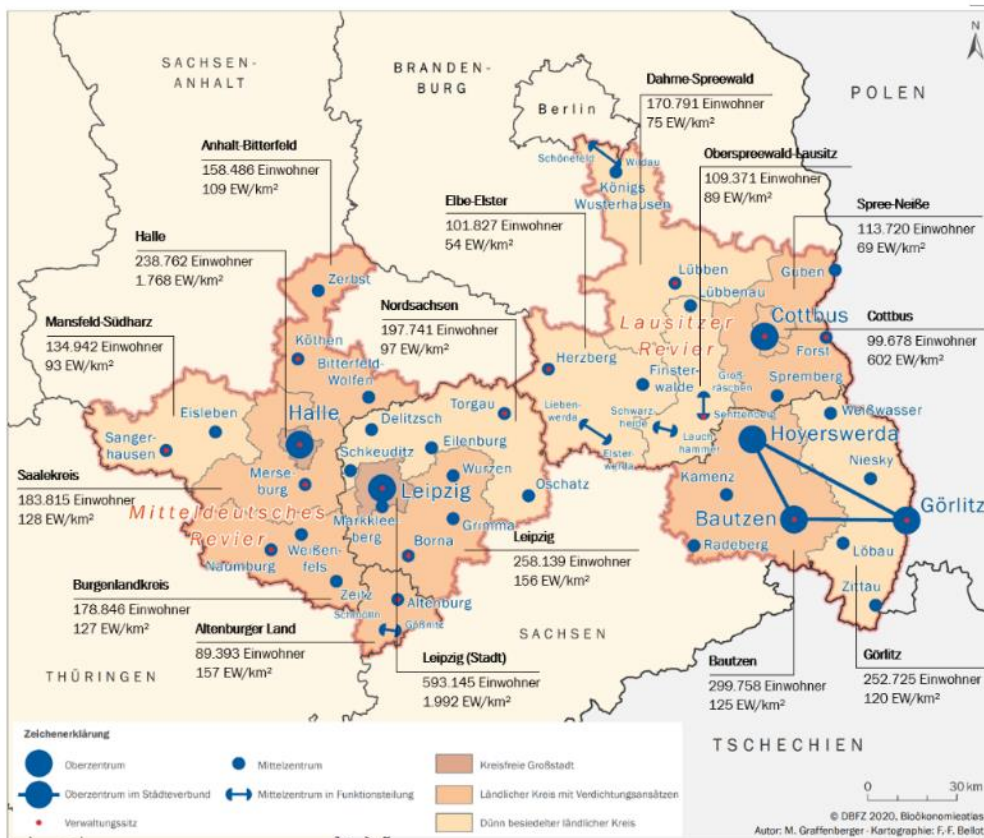 SACHSEN-
ANHALT
BRANDEN-
BURG
Berlin
POLEN
N
Dahme-Spreewald
170.791 Einwohner
75 EW/km²
Anhalt-Bitterfeld
158.486 Einwohner
109 EW/km²
Schönefeld
Wildau
Königs
Wusterhausen
Oberspreewald-Lausitz
109.371 Einwohner
89 EW/km²
Elbe-Elster
101.827 Einwohner
54 EW/km²
Spree-Neiße
113.720 Einwohner
69 EW/km²
Halle
238.762 Einwohner
1.768 EW/km²
Zerbst
Lübben
Guben
Lübbenau
Nordsachsen
197.741 Einwohner
97 EW/km²
Mansfeld-Südharz
134.942 Einwohner
93 EW/km²
Lausitzer
Revier
Cottbus
Cottbus
99.678 Einwohner
602 EW/km²
Köthen
Bitterfeld-
Wolfen
Herzberg
Finster-
walde
Groß-
räschen
Forst
Spremberg
Eisleben
Halle
Delitzsch
Torgau
Lieben-
werda
Schwarz-
heide
Senftenberg
Weißwasser
Sanger-
hausen
Schkeuditz
Eilenburg
Elster-
werda
Lauch-
hammer
Hoyerswerda
Niesky
Saalekreis
183.815 Einwohner
128 EW/km²
Merse-
burg
Wurzen
Leipzig
Oschatz
Kamenz
Görlitz
Mitteldeutsches
Revier
Markklee-
berg
Grimma
Bautzen
Naumburg
Weißen-
fels
Borna
Leipzig
258.139 Einwohner
156 EW/km²
Radeberg
Löbau
Burgenlandkreis
178.846 Einwohner
127 EW/km²
Zeitz
Altenburg
Zittau
Schmölln
Gößnitz
Altenburger Land
89.393 Einwohner
157 EW/km²
SACHSEN
Leipzig (Stadt)
593.145 Einwohner
1.992 EW/km²
Bautzen
299.758 Einwohner
125 EW/km²
Görlitz
252.725 Einwohner
120 EW/km²
THÜRINGEN
TSCHECHIEN
Zeichenerklärung
Oberzentrum
Mittelzentrum
Kreisfreie Großstadt
Oberzentrum im Städteverbund
Mittelzentrum in Funktionsteilung
Ländlicher Kreis mit Verdichtungsansätzen
Verwaltungssitz
Dünn besiedelter ländlicher Kreis
0 30 km
© DBFZ 2020, Bioökonomieatlas
Autor: M. Graffenberger - Kartographie: F.-F. Bellot